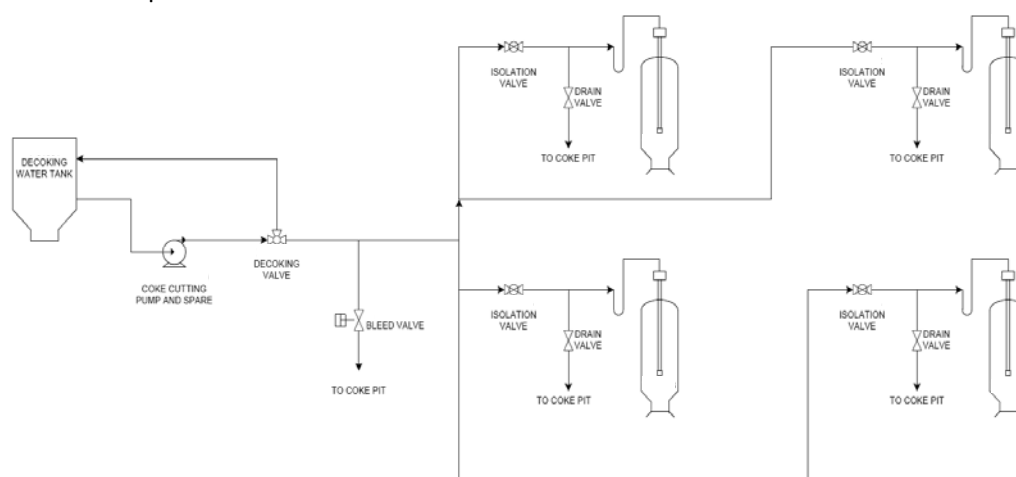 ISOLATION
VALVE
DRAIN
VALVE
TO COKE PIT
ISOLATION
VALVE
DRAIN
VALVE
TO COKE PIT
DECOKING
WATER TANK
DECOKING
VALVE
COKE CUTTING
PUMP AND SPARE
BLEED VALVE
TO COKE PIT
ISOLATION
VALVE
DRAIN
VALVE
TO COKE PIT
ISOLATION
VALVE
DRAIN
VALVE
TO COKE PIT